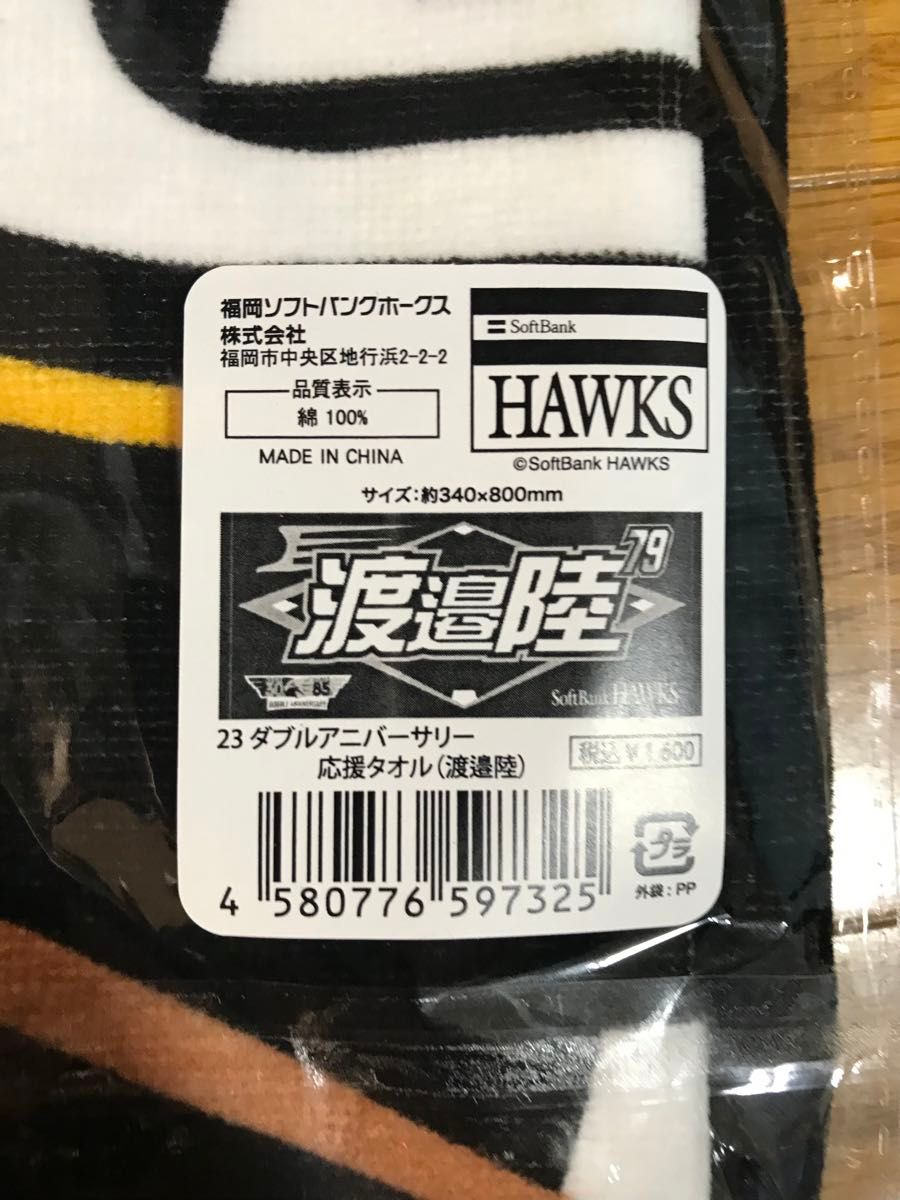 福岡ソフトバンクホークス
株式会社
福岡市中央区地行浜2-2-2
品質表示
綿 100%
MADE IN CHINA
SoftBank
HAWKS
©SoftBank HAWKS
サイズ:約340×800mm
渡邉陸
79
85
SoftBank HAWKS
23 ダブルアニバーサリー
応援タオル(渡邉陸)
税込¥1,600
4 580776 597325
プラ
外袋:PP